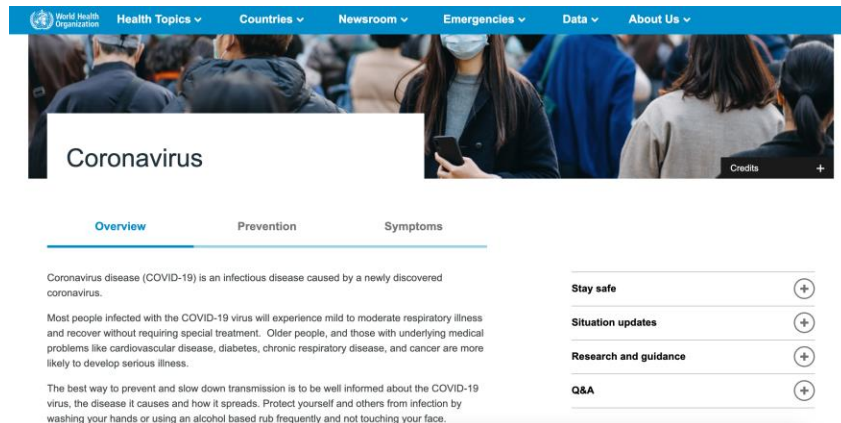 World Health
Organization
Health Topics
Countries
Newsroom
Emergencies
Data
About Us
Coronavirus
Credits
+
Overview
Prevention
Symptoms
Coronavirus disease (COVID-19) is an infectious disease caused by a newly discovered
coronavirus.
Most people infected with the COVID-19 virus will experience mild to moderate respiratory illness
and recover without requiring special treatment. Older people, and those with underlying medical
problems like cardiovascular disease, diabetes, chronic respiratory disease, and cancer are more
likely to develop serious illness.
The best way to prevent and slow down transmission is to be well informed about the COVID-19
virus, the disease it causes and how it spreads. Protect yourself and others from infection by
washing your hands or using an alcohol based rub frequently and not touching your face.
Stay safe
Situation updates
Research and guidance
Q&A